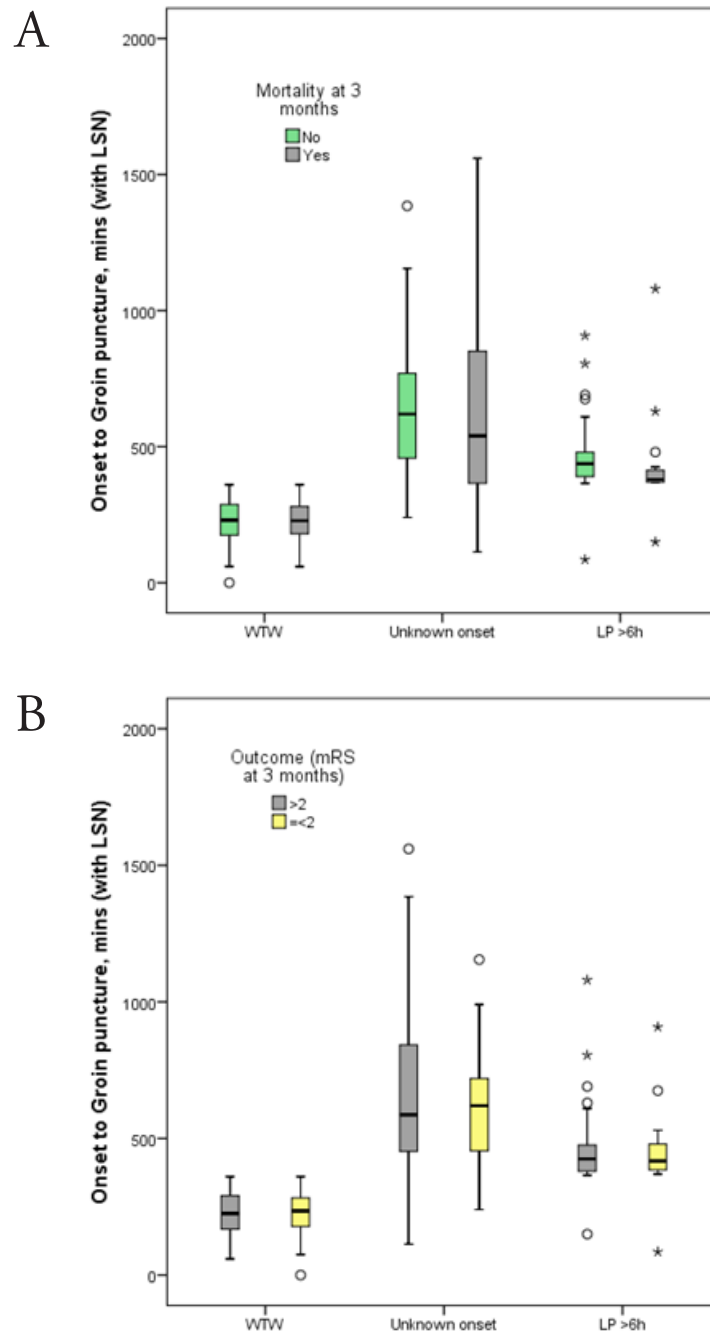 A
2000
Mortality at 3
months
No
Yes
1500
1000
500
0
Onset to Groin puncture, mins (with LSN)
WTW
Unknown onset
LP >6h
B
2000
Outcome (mRS
at 3 months)
>2
=<2
1500
1000
500
0
Onset to Groin puncture, mins (with LSN)
WTW
Unknown onset
LP >6h